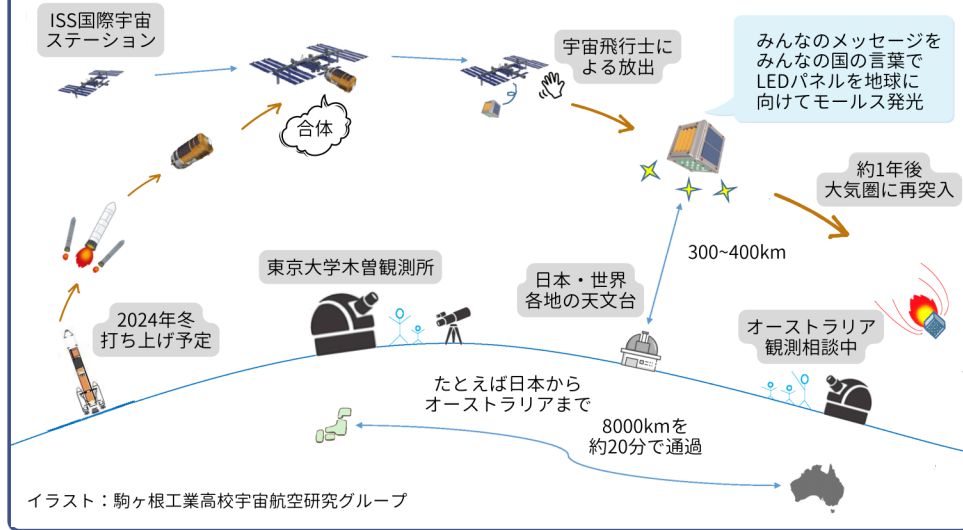 ISS国際宇宙
ステーション
合体
宇宙飛行士に
よる放出
みんなのメッセージを
みんなの国の言葉で
LEDパネルを地球に
向けてモールス発光
約1年後
大気圏に再突入
300~400km
東京大学木曽観測所
日本・世界
各地の天文台
2024年冬
打ち上げ予定
オーストラリア
観測相談中
たとえば日本から
オーストラリアまで
8000kmを
約20分で通過
イラスト：駒ヶ根工業高校宇宙航空研究グループ